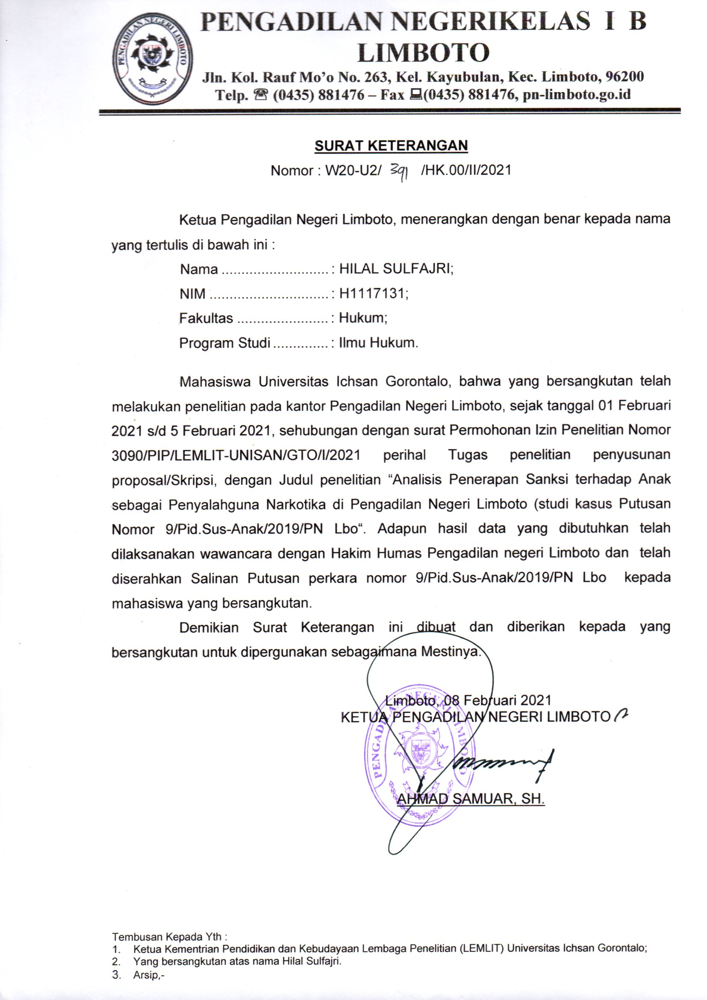 PENGADILAN NEGERI LIMBOTO
PENGADILAN NEGERIKELAS I B
LIMBOTO
Jln. Kol. Rauf Mo’o No. 263, Kel. Kayubulan, Kec. Limboto, 96200
Telp. ☎ (0435) 881476 – Fax 💻(0435) 881476, pn-limboto.go.id
SURAT KETERANGAN
Nomor : W20-U2/ 391 /HK.00/II/2021
Ketua Pengadilan Negeri Limboto, menerangkan dengan benar kepada nama
yang tertulis di bawah ini :
Nama ........................... : HILAL SULFAJRI;
NIM .............................. : H1117131;
Fakultas ....................... : Hukum;
Program Studi .............. : Ilmu Hukum.
Mahasiswa Universitas Ichsan Gorontalo, bahwa yang bersangkutan telah
melakukan penelitian pada kantor Pengadilan Negeri Limboto, sejak tanggal 01 Februari
2021 s/d 5 Februari 2021, sehubungan dengan surat Permohonan Izin Penelitian Nomor
3090/PIP/LEMLIT-UNISAN/GTO/I/2021 perihal Tugas penelitian penyusunan
proposal/Skripsi, dengan Judul penelitian “Analisis Penerapan Sanksi terhadap Anak
sebagai Penyalahguna Narkotika di Pengadilan Negeri Limboto (studi kasus Putusan
Nomor 9/Pid.Sus-Anak/2019/PN Lbo“. Adapun hasil data yang dibutuhkan telah
dilaksanakan wawancara dengan Hakim Humas Pengadilan negeri Limboto dan telah
diserahkan Salinan Putusan perkara nomor 9/Pid.Sus-Anak/2019/PN Lbo kepada
mahasiswa yang bersangkutan.
Demikian Surat Keterangan ini dibuat dan diberikan kepada yang
bersangkutan untuk dipergunakan sebagaimana Mestinya.
Limboto, 08 Februari 2021
KETUA PENGADILAN NEGERI LIMBOTO
PENGADILAN NEGERI LIMBOTO
AHMAD SAMUAR, SH.
Tembusan Kepada Yth :
1. Ketua Kementrian Pendidikan dan Kebudayaan Lembaga Penelitian (LEMLIT) Universitas Ichsan Gorontalo;
2. Yang bersangkutan atas nama Hilal Sulfajri.
3. Arsip,-